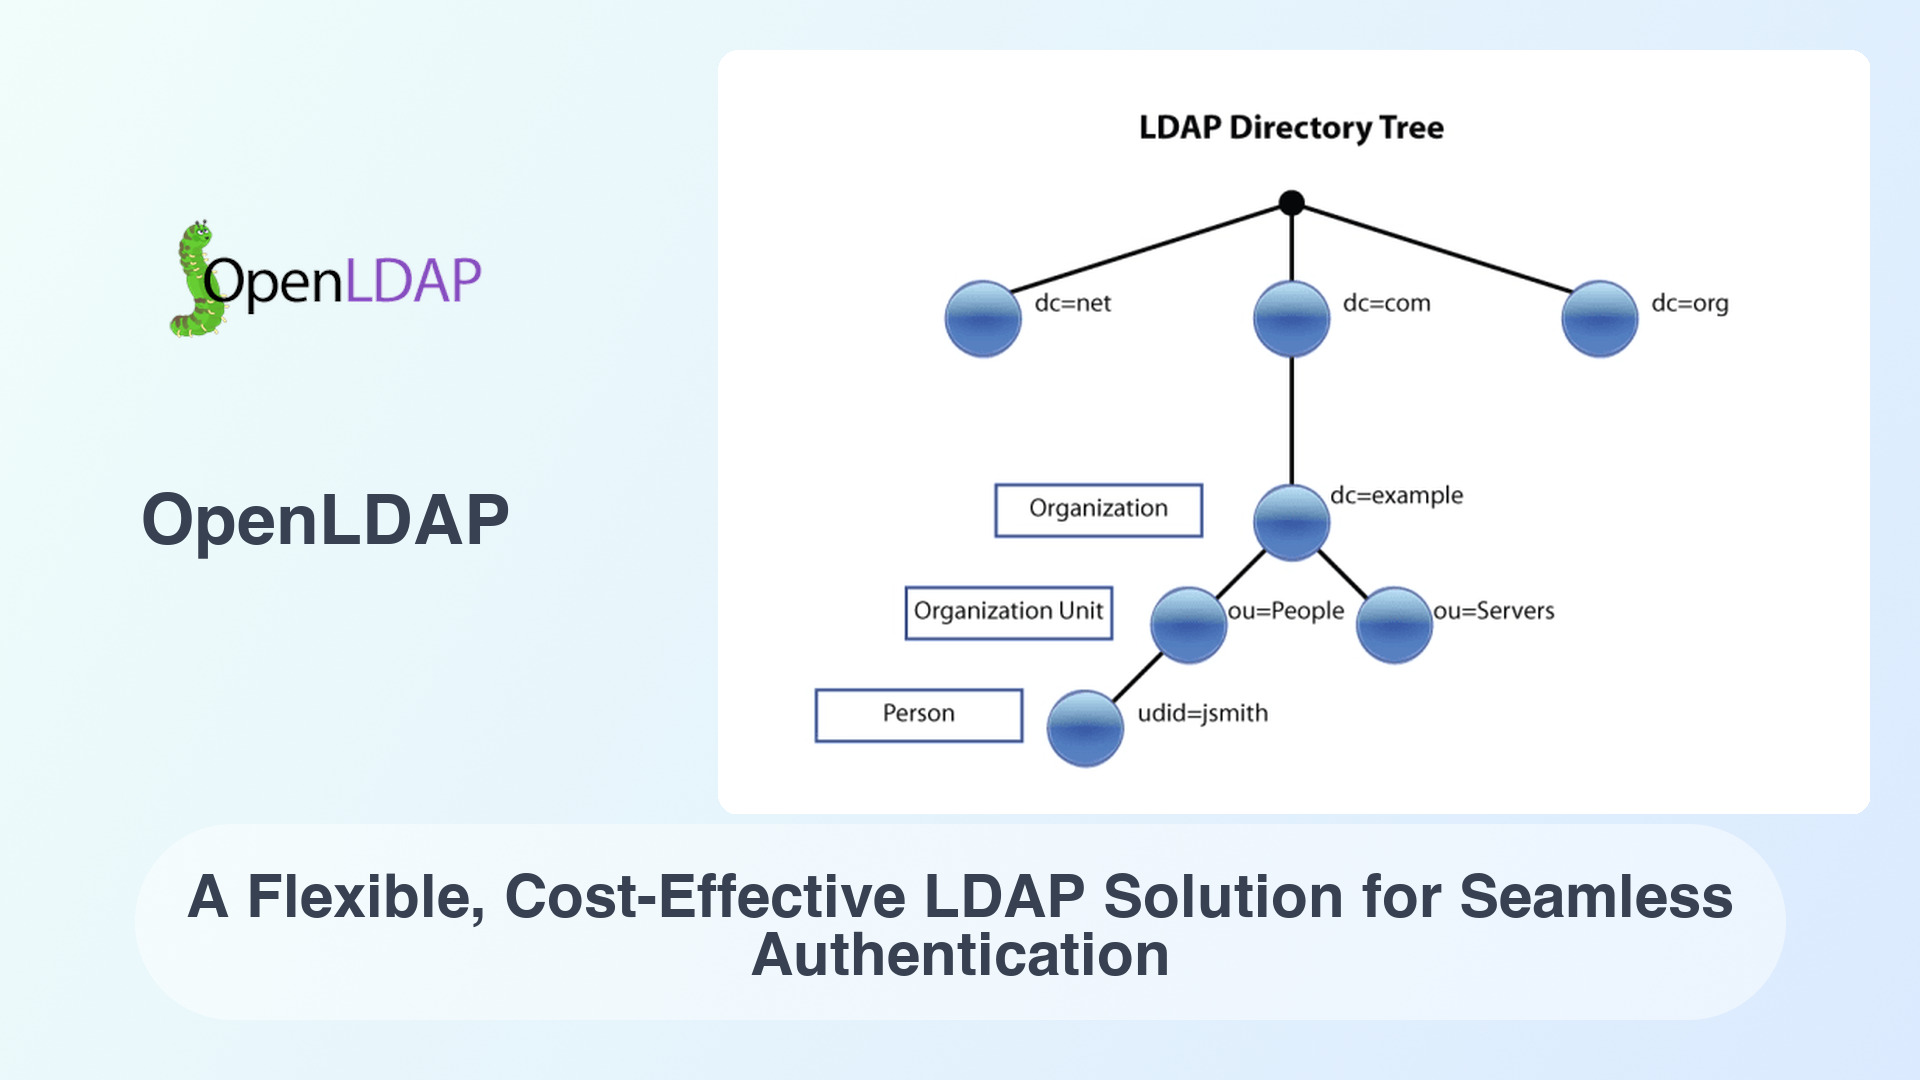 OpenLDAP
OpenLDAP
LDAP Directory Tree
dc=net
dc=com
dc=org
Organization
dc=example
Organization Unit
ou=People
ou=Servers
Person
udid=jsmith
A Flexible, Cost-Effective LDAP Solution for Seamless
Authentication